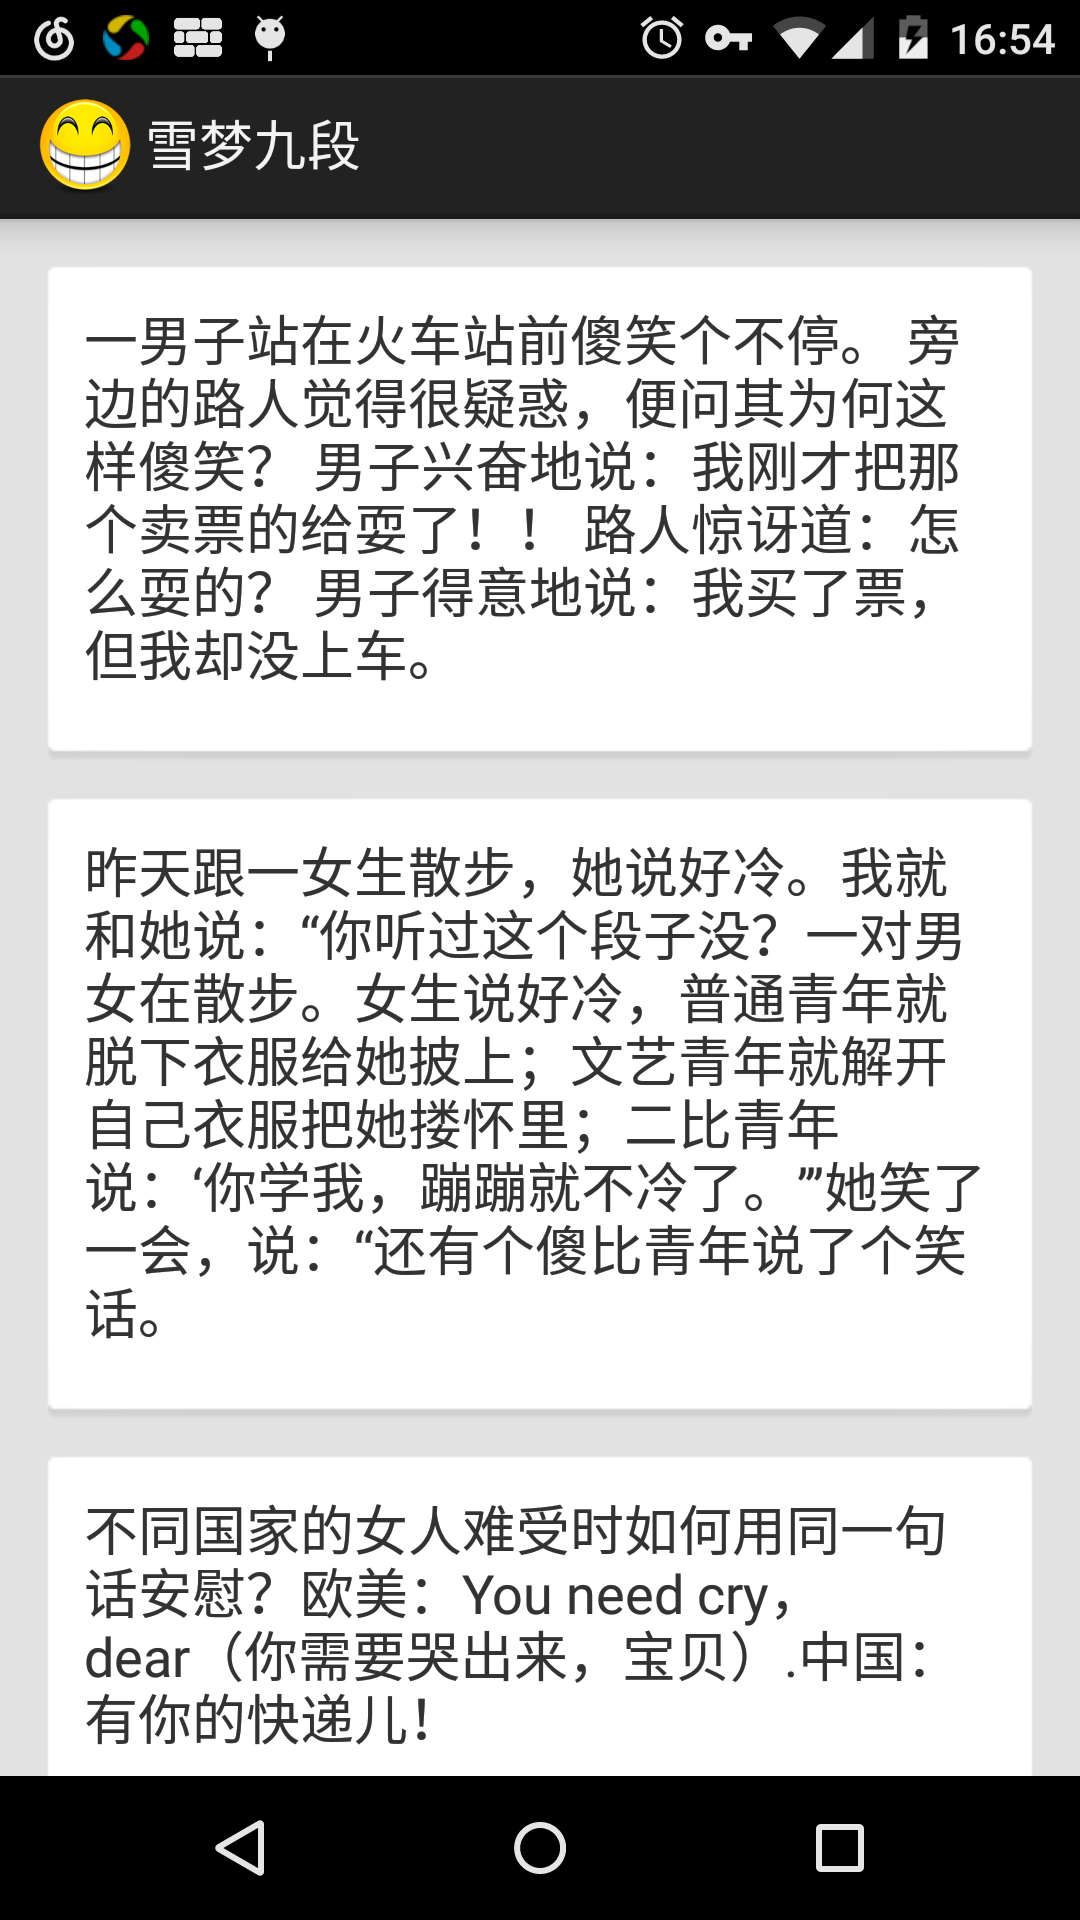 16:54
雪梦九段
一男子站在火车站前傻笑个不停。 旁
边的路人觉得很疑惑，便问其为何这
样傻笑？ 男子兴奋地说：我刚才把那
个卖票的给耍了！！ 路人惊讶道：怎
么耍的？ 男子得意地说：我买了票，
但我却没上车。
昨天跟一女生散步，她说好冷。我就
和她说：“你听过这个段子没？一对男
女在散步。女生说好冷，普通青年就
脱下衣服给她披上；文艺青年就解开
自己衣服把她搂怀里；二比青年
说：‘你学我，蹦蹦就不冷了。’”她笑了
一会，说：“还有个傻比青年说了个笑
话。
不同国家的女人难受时如何用同一句
话安慰？欧美：You need cry，
dear（你需要哭出来，宝贝）.中国：
有你的快递儿！